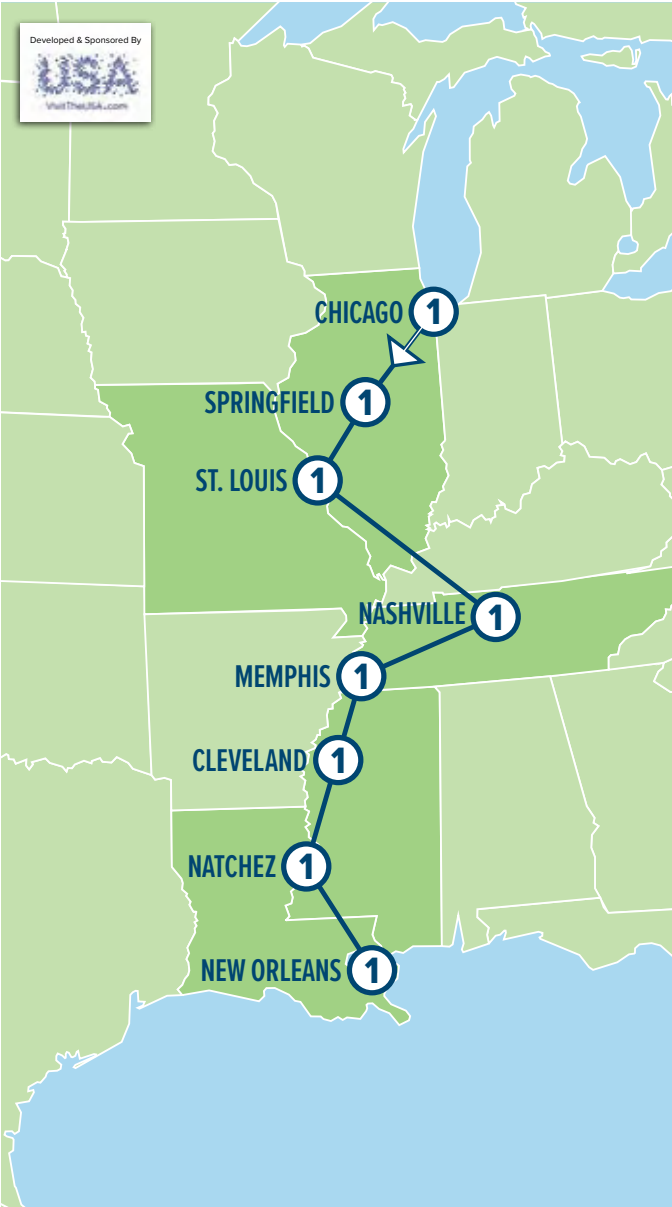 Developed & Sponsored By
USA
VisitTheUSA.com
CHICAGO 1
SPRINGFIELD 1
ST. LOUIS 1
NASHVILLE 1
MEMPHIS 1
CLEVELAND 1
NATCHEZ 1
NEW ORLEANS 1